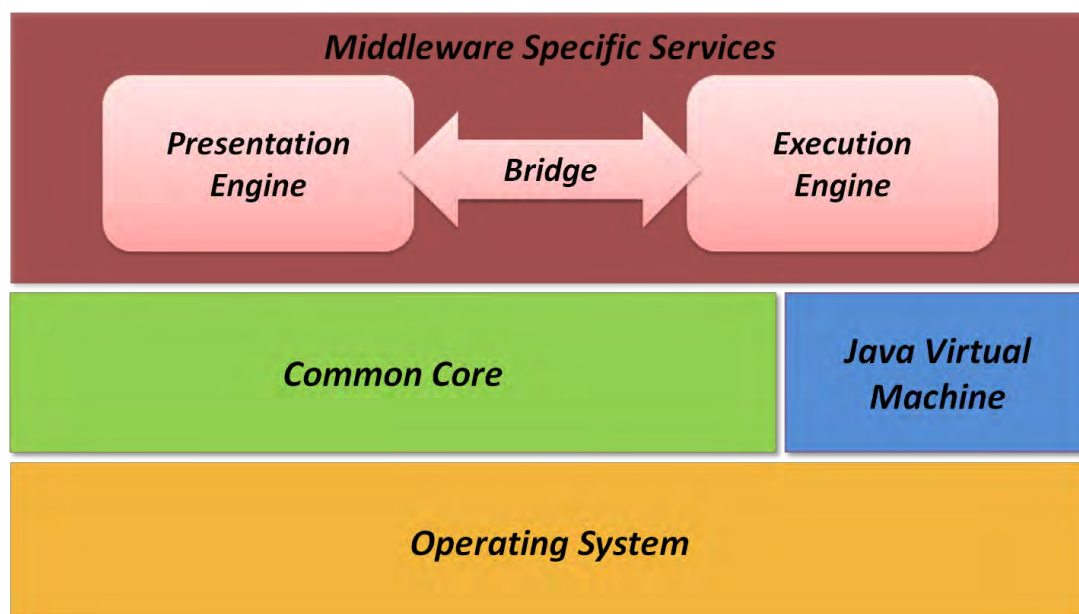 Middleware Specific Services
Presentation
Engine
Bridge
Execution
Engine
Common Core
Java Virtual
Machine
Operating System